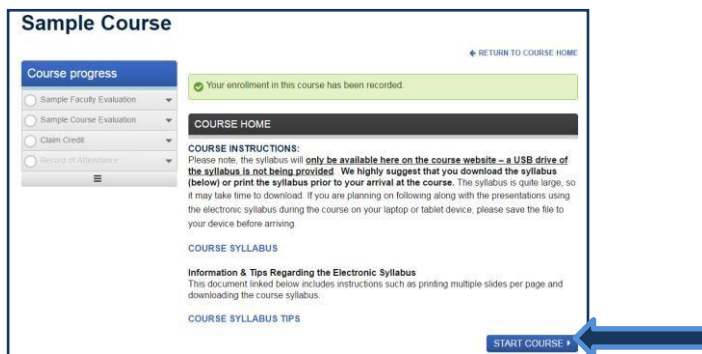 Sample Course
RETURN TO COURSE HOME
Course progress
Sample Faculty Evaluation
Sample Course Evaluation
Claim Credit
Record of Attendance
Your enrollment in this course has been recorded.
COURSE HOME
COURSE INSTRUCTIONS:
Please note, the syllabus will only be available here on the course website – a USB drive of
the syllabus is not being provided. We highly suggest that you download the syllabus
(below) or print the syllabus prior to your arrival at the course. The syllabus is quite large, so
it may take time to download. If you are planning on following along with the presentations using
the electronic syllabus during the course on your laptop or tablet device, please save the file to
your device before arriving.
COURSE SYLLABUS
Information & Tips Regarding the Electronic Syllabus
This document linked below includes instructions such as printing multiple slides per page and
downloading the course syllabus.
COURSE SYLLABUS TIPS
START COURSE